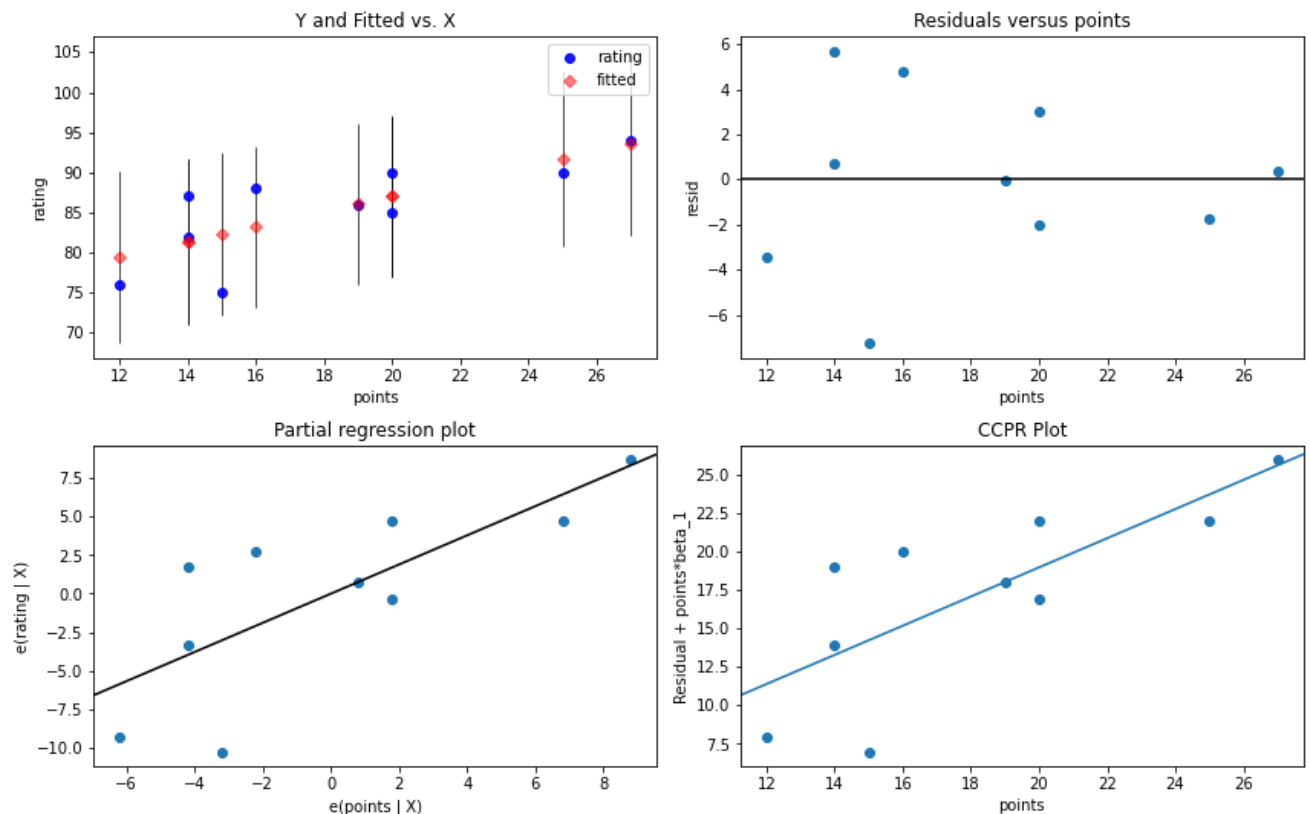 Y and Fitted vs. X
105
100
95
90
85
80
75
70
rating
rating
fitted
12 14 16 18 20 22 24 26
points
Residuals versus points
6
4
2
0
−2
−4
−6
resid
12 14 16 18 20 22 24 26
points
Partial regression plot
7.5
5.0
2.5
0.0
−2.5
−5.0
−7.5
−10.0
e(rating | X)
−6 −4 −2 0 2 4 6 8
e(points | X)
CCPR Plot
25.0
22.5
20.0
17.5
15.0
12.5
10.0
7.5
Residual + points*beta_1
12 14 16 18 20 22 24 26
points